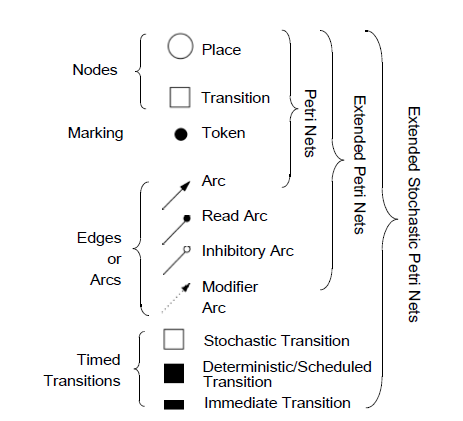 Place
Nodes
Transition
Marking
Token
Arc
Read Arc
Edges
or
Arcs
Inhibitory Arc
Modifier
Arc
Stochastic Transition
Timed
Transitions
Deterministic/Scheduled
Transition
Immediate Transition
Petri Nets
Extended Petri Nets
Extended Stochastic Petri Nets